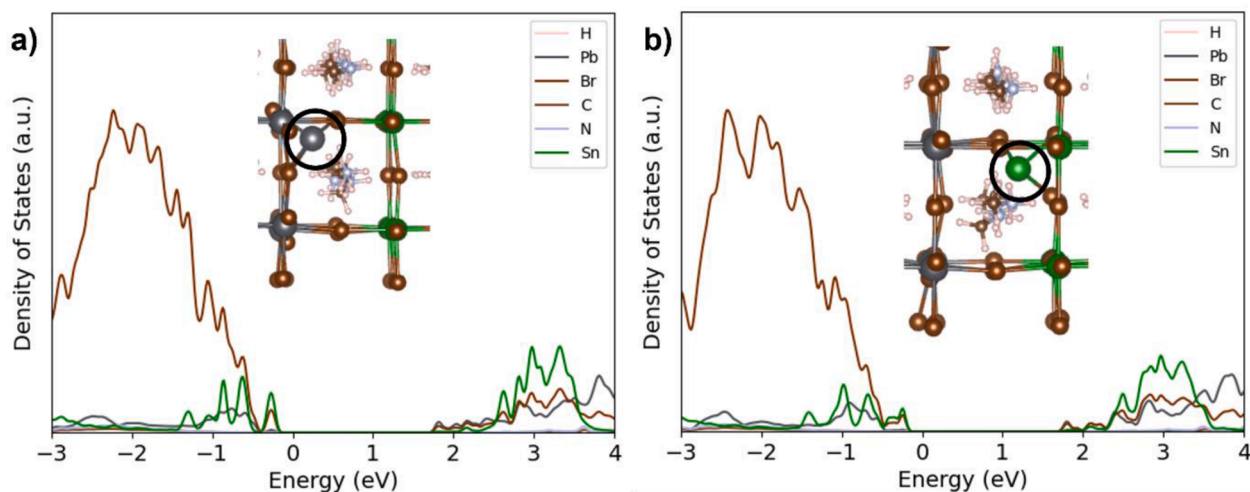 a)
H
Pb
Br
C
N
Sn
Density of States (a.u.)
−3 −2 −1 0 1 2 3 4
Energy (eV)
b)
H
Pb
Br
C
N
Sn
Density of States (a.u.)
−3 −2 −1 0 1 2 3 4
Energy (eV)